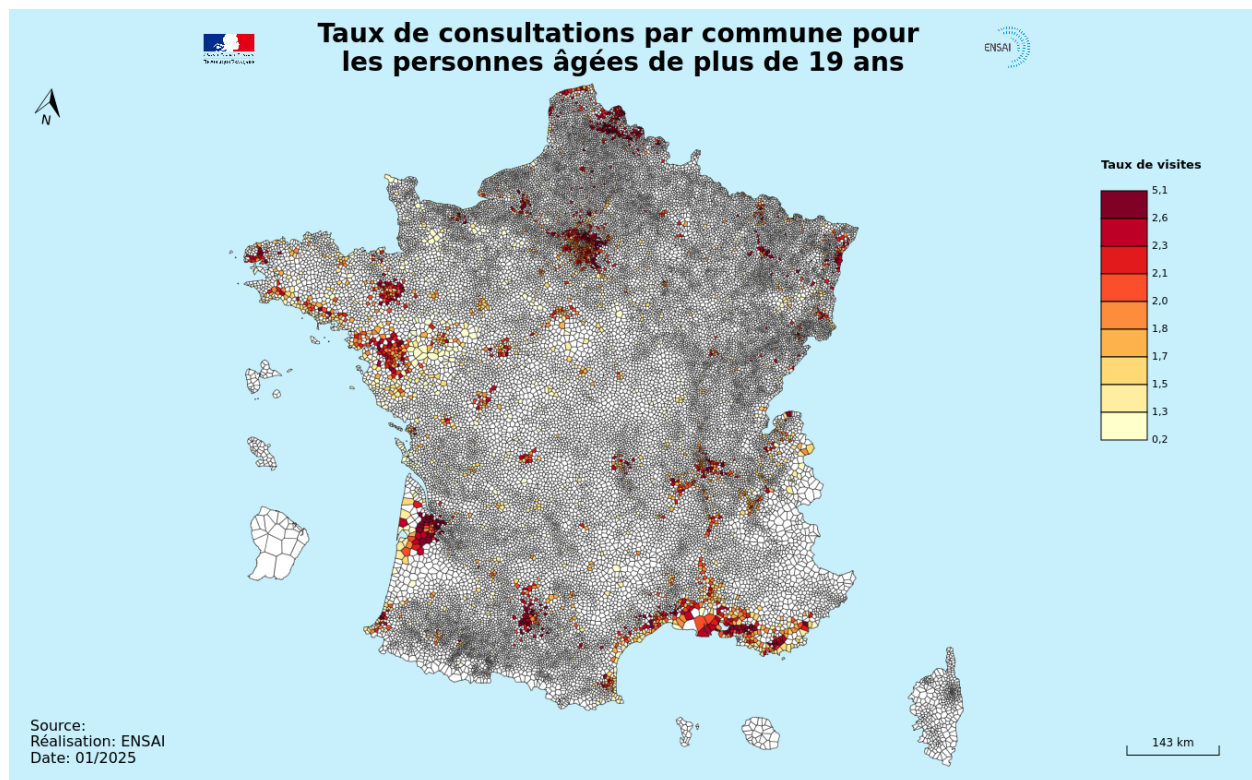 Taux de consultations par commune pour
les personnes âgées de plus de 19 ans
ENSAI
N
Taux de visites
5,1
2,6
2,3
2,1
2,0
1,8
1,7
1,5
1,3
0,2
Source:
Réalisation: ENSAI
Date: 01/2025
143 km